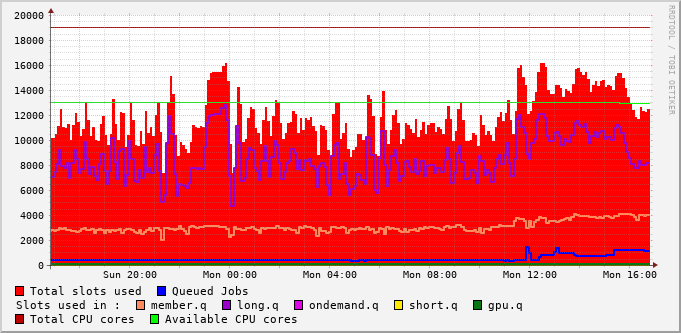 20000
18000
16000
14000
12000
10000
8000
6000
4000
2000
0
Sun 20:00 Mon 00:00 Mon 04:00 Mon 08:00 Mon 12:00 Mon 16:00
RRDTOOL / TOBI OETIKER
Total slots used Queued Jobs
Slots used in : member.q long.q ondemand.q short.q gpu.q
Total CPU cores Available CPU cores